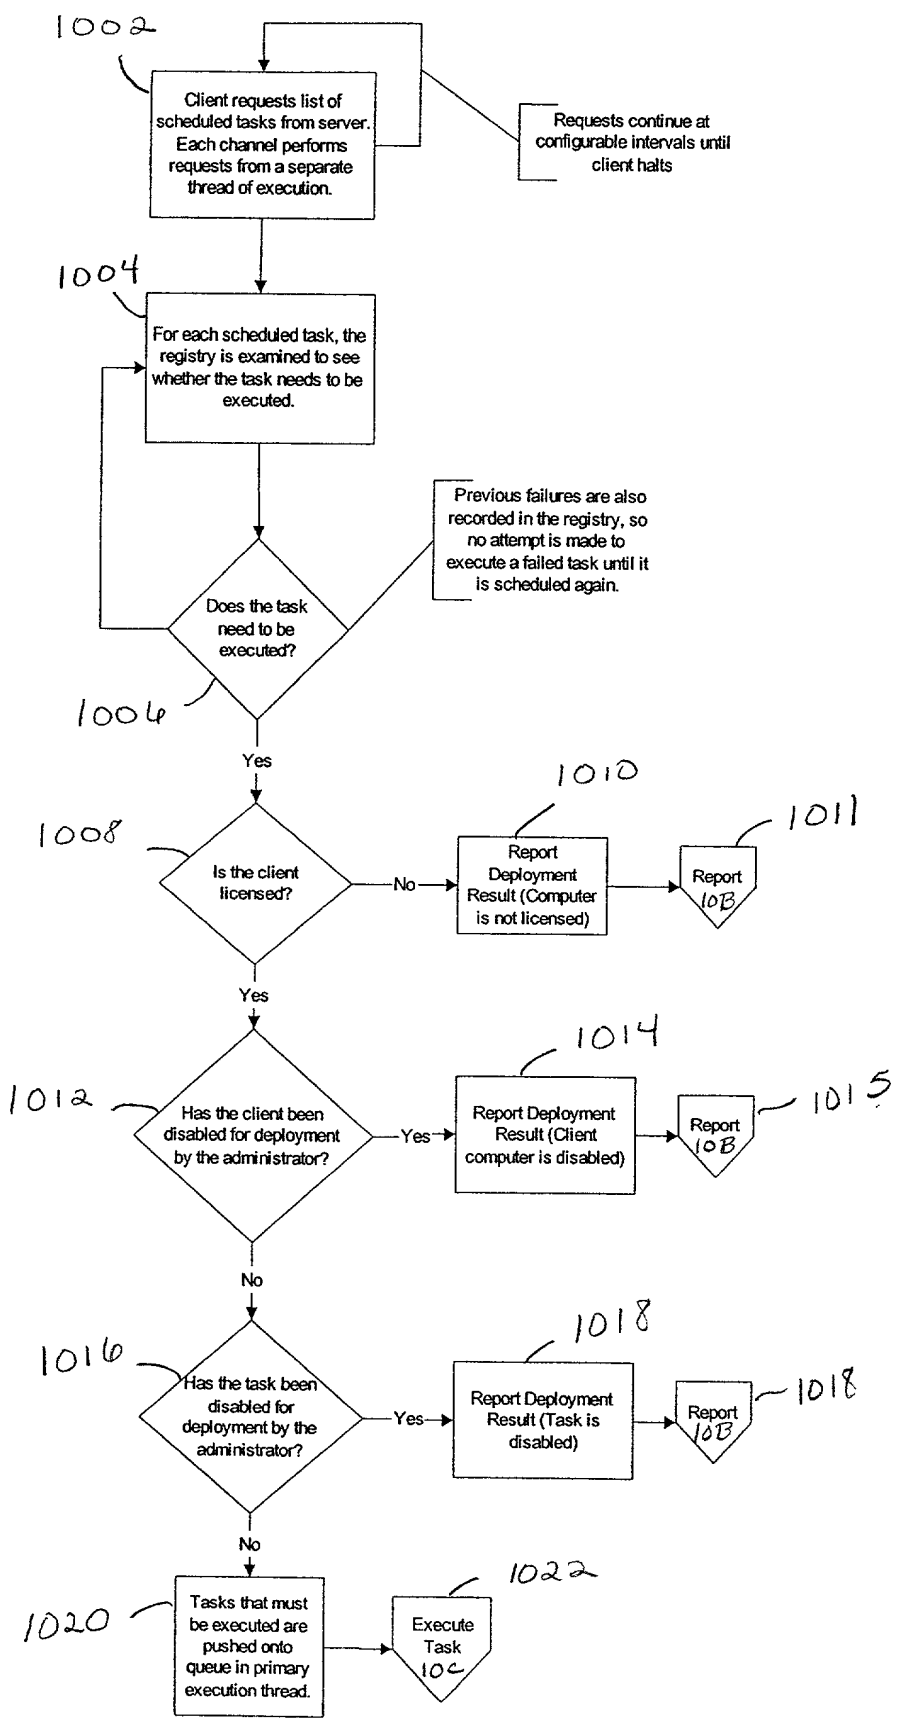 1002
Client requests list of
scheduled tasks from server.
Each channel performs
requests from a separate
thread of execution.
Requests continue at
configurable intervals until
client halts
1004
For each scheduled task, the
registry is examined to see
whether the task needs to be
executed.
Previous failures are also
recorded in the registry, so
no attempt is made to
execute a failed task until it
is scheduled again.
Does the task
need to be
executed?
1006
Yes
1008
Is the client
licensed?
No
1010
Report
Deployment
Result (Computer
is not licensed)
1011
Report
10B
Yes
1012
Has the client been
disabled for deployment
by the administrator?
Yes
1014
Report Deployment
Result (Client
computer is disabled)
1015
Report
10B
No
1016
Has the task been
disabled for
deployment by the
administrator?
Yes
1018
Report Deployment
Result (Task is
disabled)
1018
Report
10B
No
1020
Tasks that must
be executed are
pushed onto
queue in primary
execution thread.
1022
Execute
Task
10C